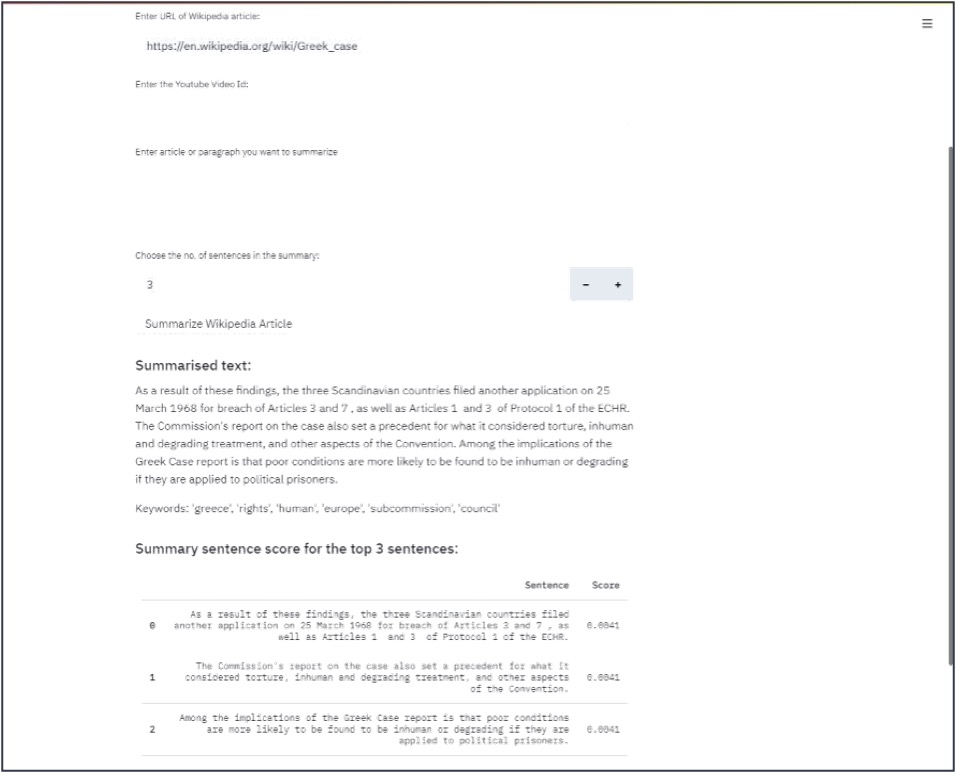 Enter URL of Wikipedia article:
☰
https://en.wikipedia.org/wiki/Greek_case
Enter the Youtube Video Id:
Enter article or paragraph you want to summarize
Choose the no. of sentences in the summary:
3
- +
Summarize Wikipedia Article
Summarised text:
As a result of these findings, the three Scandinavian countries filed another application on 25
March 1968 for breach of Articles 3 and 7 , as well as Articles 1 and 3 of Protocol 1 of the ECHR.
The Commission's report on the case also set a precedent for what it considered torture, inhuman
and degrading treatment, and other aspects of the Convention. Among the implications of the
Greek Case report is that poor conditions are more likely to be found to be inhuman or degrading
if they are applied to political prisoners.
Keywords: 'greece', 'rights', 'human', 'europe', 'subcommission', 'council'
Summary sentence score for the top 3 sentences:
Sentence Score
As a result of these findings, the three Scandinavian countries filed
0 another application on 25 March 1968 for breach of Articles 3 and 7 , as 0.0041
well as Articles 1 and 3 of Protocol 1 of the ECHR.
The Commission's report on the case also set a precedent for what it
1 considered torture, inhuman and degrading treatment, and other aspects 0.0041
of the Convention.
Among the implications of the Greek Case report is that poor conditions
2 are more likely to be found to be inhuman or degrading if they are 0.0041
applied to political prisoners.